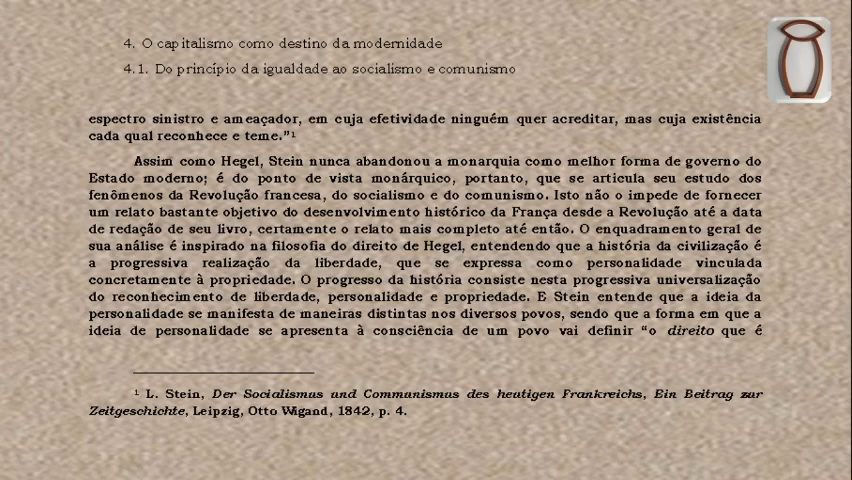 4. O capitalismo como destino da modernidade
4.1. Do princípio da igualdade ao socialismo e comunismo
espectro sinistro e ameaçador, em cuja efetividade ninguém quer acreditar, mas cuja existência
cada qual reconhece e teme.”¹
Assim como Hegel, Stein nunca abandonou a monarquia como melhor forma de governo do
Estado moderno; é do ponto de vista monárquico, portanto, que se articula seu estudo dos
fenômenos da Revolução francesa, do socialismo e do comunismo. Isto não o impede de fornecer
um relato bastante objetivo do desenvolvimento histórico da França desde a Revolução até a data
de redação de seu livro, certamente o relato mais completo até então. O enquadramento geral de
sua análise é inspirado na filosofia do direito de Hegel, entendendo que a história da civilização é
a progressiva realização da liberdade, que se expressa como personalidade vinculada
concretamente à propriedade. O progresso da história consiste nesta progressiva universalização
do reconhecimento de liberdade, personalidade e propriedade. E Stein entende que a ideia da
personalidade se manifesta de maneiras distintas nos diversos povos, sendo que a forma em que a
ideia de personalidade se apresenta à consciência de um povo vai definir “o direito que é
¹ L. Stein, Der Socialismus und Communismus des heutigen Frankreichs, Ein Beitrag zur
Zeitgeschichte, Leipzig, Otto Wigand, 1842, p. 4.